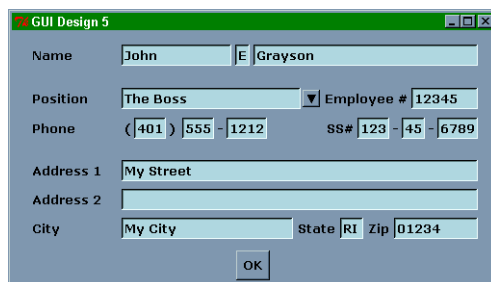 GUI Design 5
Name John E Grayson
Position The Boss Employee # 12345
Phone ( 401 ) 555 - 1212 SS# 123 - 45 - 6789
Address 1 My Street
Address 2
City My City State RI Zip 01234
OK